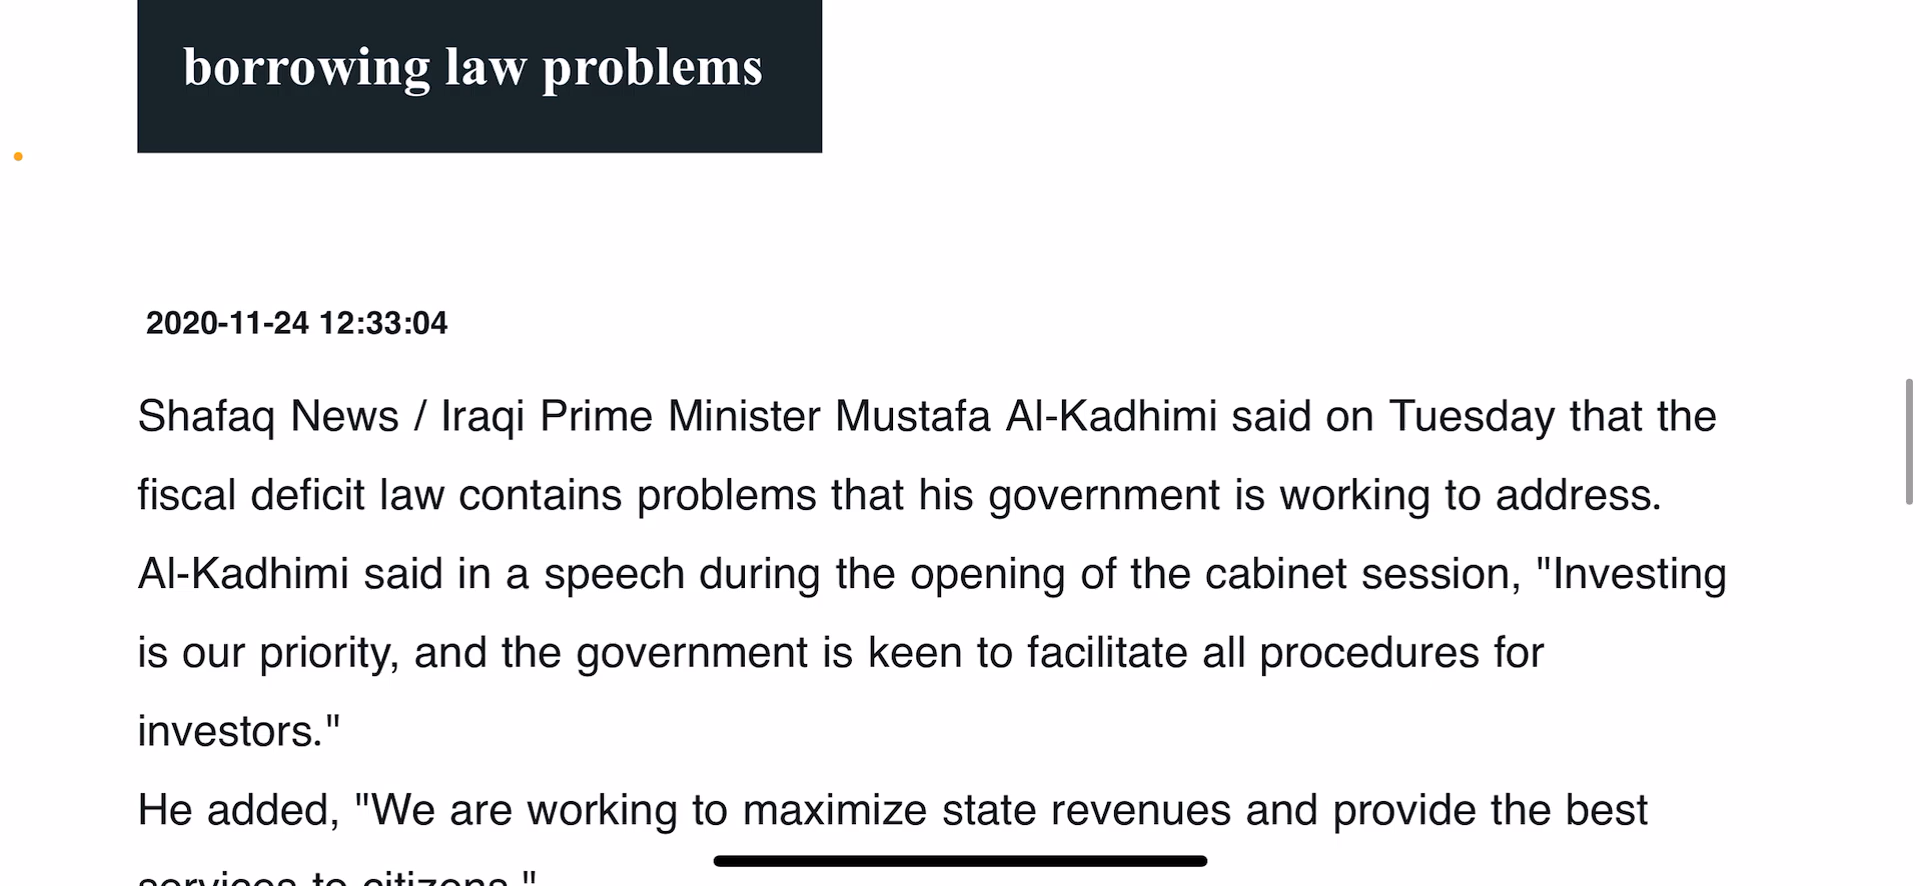 borrowing law problems
2020-11-24 12:33:04
Shafaq News / Iraqi Prime Minister Mustafa Al-Kadhimi said on Tuesday that the
fiscal deficit law contains problems that his government is working to address.
Al-Kadhimi said in a speech during the opening of the cabinet session, "Investing
is our priority, and the government is keen to facilitate all procedures for
investors."
He added, "We are working to maximize state revenues and provide the best
services to citizens."